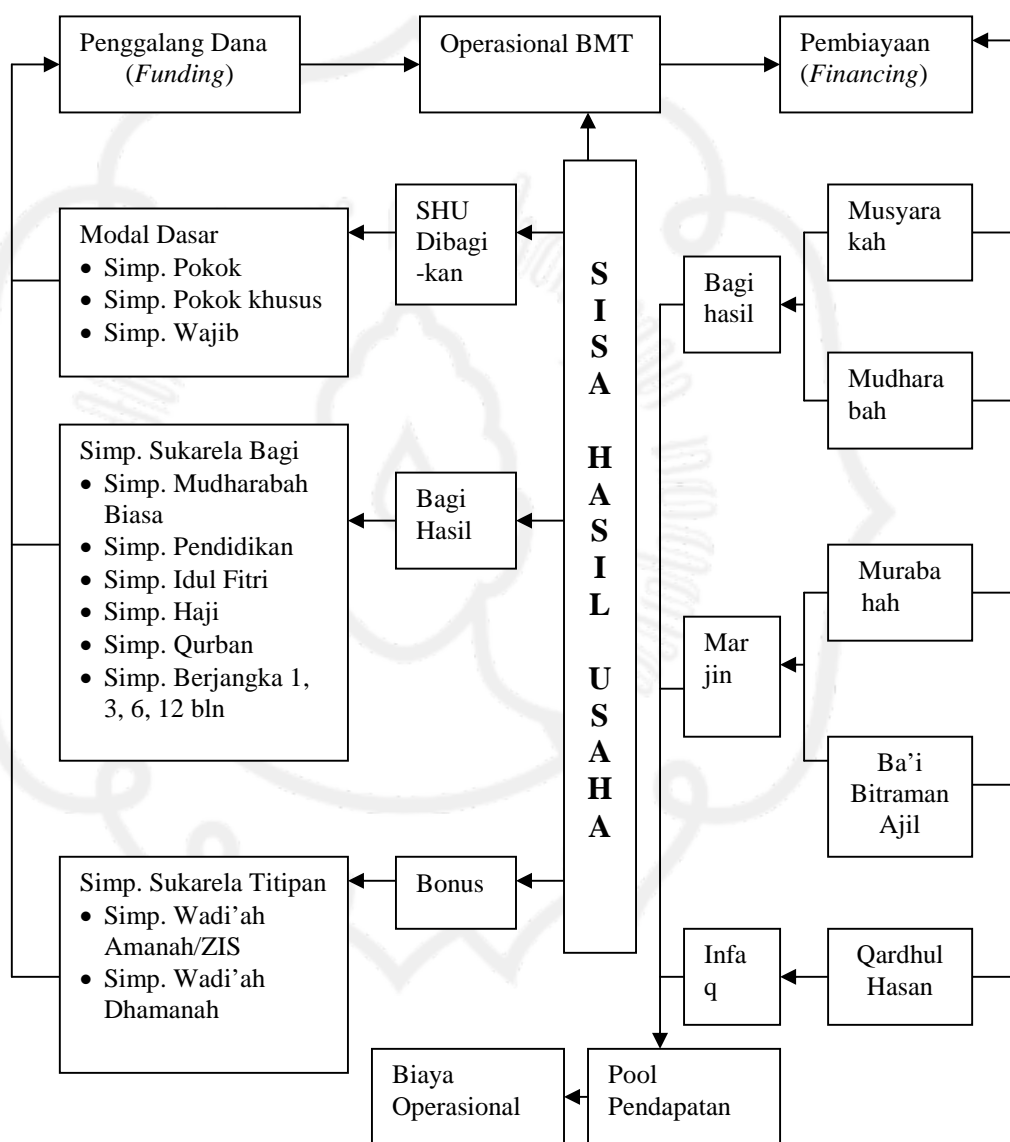 Penggalang Dana
(Funding)
Operasional BMT
Pembiayaan
(Financing)
Modal Dasar
• Simp. Pokok
• Simp. Pokok khusus
• Simp. Wajib
SHU
Dibagi
-kan
Simp. Sukarela Bagi
• Simp. Mudharabah
Biasa
• Simp. Pendidikan
• Simp. Idul Fitri
• Simp. Haji
• Simp. Qurban
• Simp. Berjangka 1,
3, 6, 12 bln
Bagi
Hasil
Simp. Sukarela Titipan
• Simp. Wadi’ah
Amanah/ZIS
• Simp. Wadi’ah
Dhamanah
Bonus
SISA HASIL USAHA
Bagi
hasil
Musyara
kah
Mudhara
bah
Mar
jin
Muraba
hah
Ba’i
Bitraman
Ajil
Infa
q
Qardhul
Hasan
Biaya
Operasional
Pool
Pendapatan